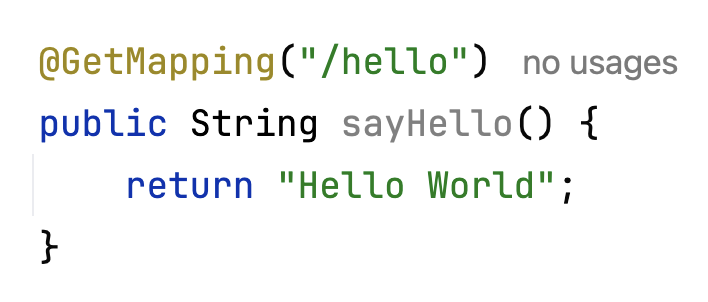 @GetMapping("/hello") no usages
public String sayHello() {
    return "Hello World";
}